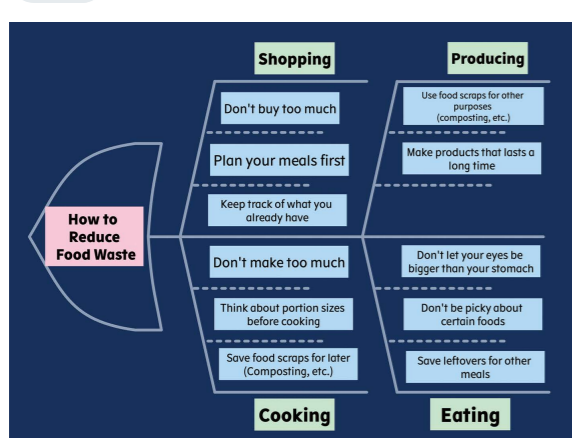 Shopping
Producing
Don't buy too much
Plan your meals first
Keep track of what you
already have
Use food scraps for other
purposes
(composting, etc.)
Make products that lasts a
long time
How to
Reduce
Food Waste
Don't make too much
Think about portion sizes
before cooking
Save food scraps for later
(Composting, etc.)
Don't let your eyes be
bigger than your stomach
Don't be picky about
certain foods
Save leftovers for other
meals
Cooking
Eating